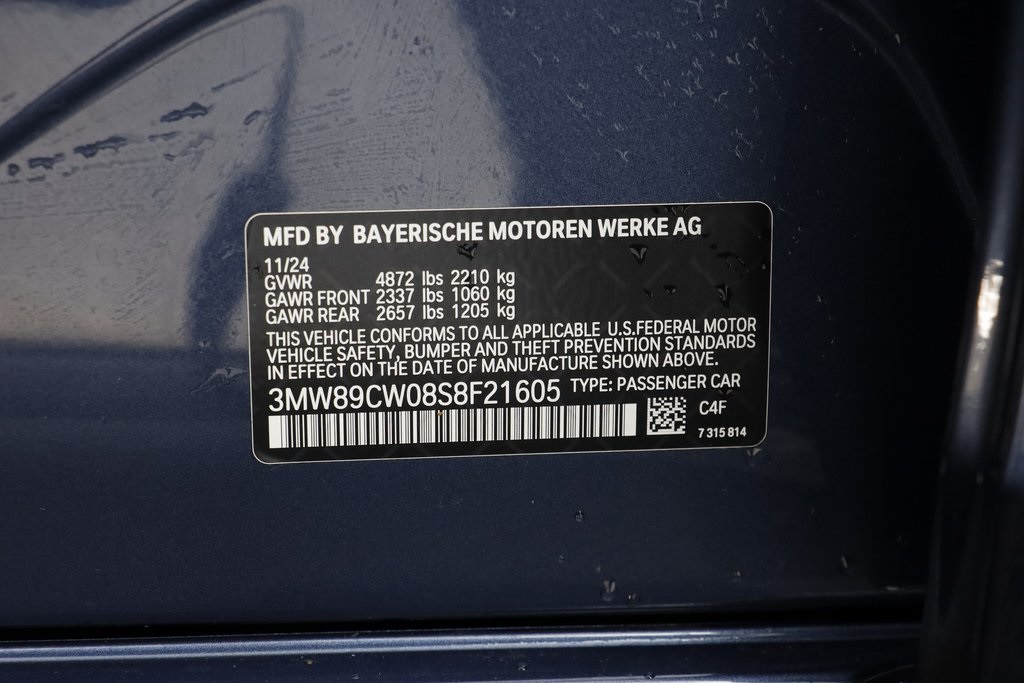 MFD BY BAYERISCHE MOTOREN WERKE AG
11/24
GVWR 4872 lbs 2210 kg
GAWR FRONT 2337 lbs 1060 kg
GAWR REAR 2657 lbs 1205 kg
THIS VEHICLE CONFORMS TO ALL APPLICABLE U.S.FEDERAL MOTOR
VEHICLE SAFETY, BUMPER AND THEFT PREVENTION STANDARDS
IN EFFECT ON THE DATE OF MANUFACTURE SHOWN ABOVE.
3MW89CW08S8F21605 TYPE: PASSENGER CAR
C4F
7 315 814